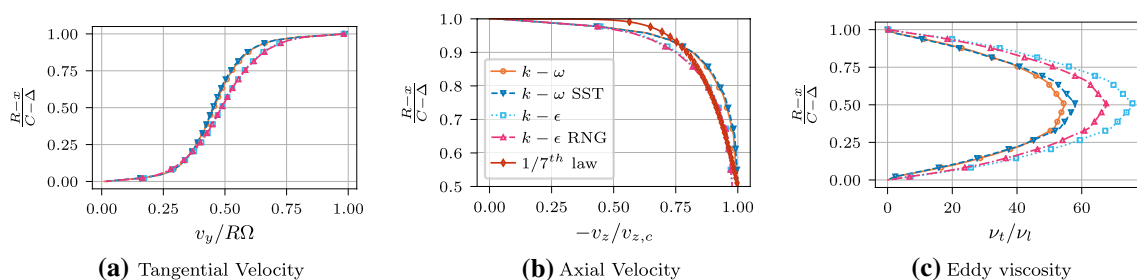 1.00
0.75
0.50
0.25
0.00
R−x
C−Δ
0.00 0.25 0.50 0.75 1.00
v_y/RΩ
(a) Tangential Velocity
1.0
0.9
0.8
0.7
0.6
0.5
R−x
C−Δ
k − ω
k − ω SST
k − ϵ
k − ϵ RNG
1/7^th law
0.00 0.25 0.50 0.75 1.00
−v_z/v_{z,c}
(b) Axial Velocity
1.00
0.75
0.50
0.25
0.00
R−x
C−Δ
0 20 40 60
ν_t/ν_l
(c) Eddy viscosity